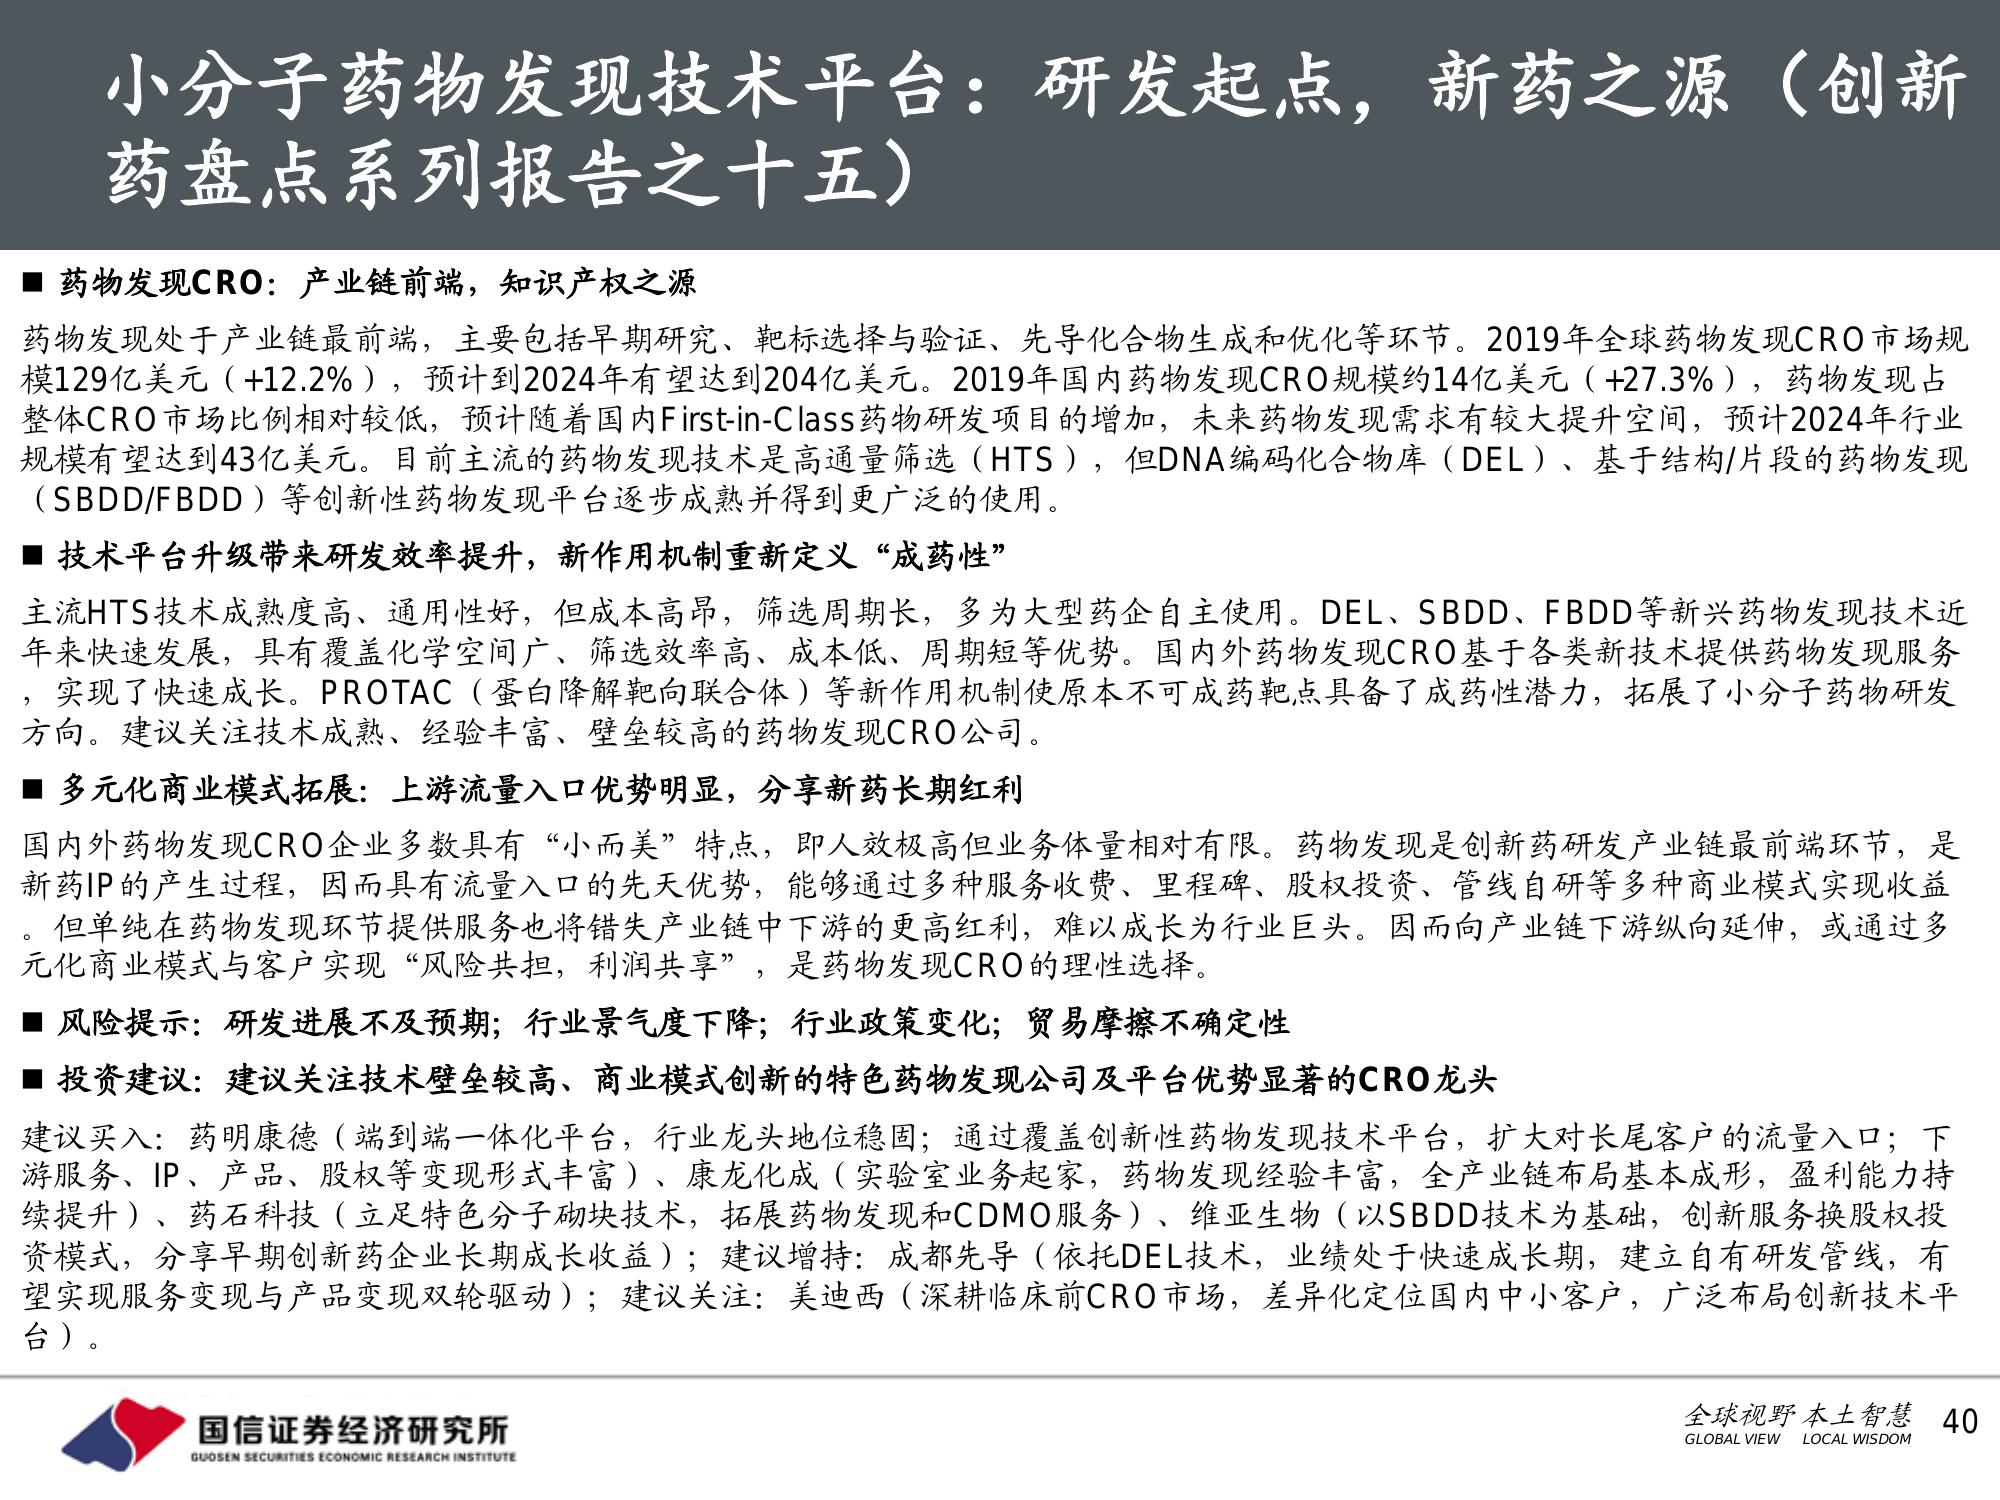 小分子药物发现技术平台：研发起点，新药之源（创新
药盘点系列报告之十五）
■ 药物发现CRO：产业链前端，知识产权之源
药物发现处于产业链最前端，主要包括早期研究、靶标选择与验证、先导化合物生成和优化等环节。2019年全球药物发现CRO市场规
模129亿美元（+12.2%），预计到2024年有望达到204亿美元。2019年国内药物发现CRO规模约14亿美元（+27.3%），药物发现占
整体CRO市场比例相对较低，预计随着国内First-in-Class药物研发项目的增加，未来药物发现需求有较大提升空间，预计2024年行业
规模有望达到43亿美元。目前主流的药物发现技术是高通量筛选（HTS），但DNA编码化合物库（DEL）、基于结构/片段的药物发现
（SBDD/FBDD）等创新性药物发现平台逐步成熟并得到更广泛的使用。
■ 技术平台升级带来研发效率提升，新作用机制重新定义“成药性”
主流HTS技术成熟度高、通用性好，但成本高昂，筛选周期长，多为大型药企自主使用。DEL、SBDD、FBDD等新兴药物发现技术近
年来快速发展，具有覆盖化学空间广、筛选效率高、成本低、周期短等优势。国内外药物发现CRO基于各类新技术提供药物发现服务
，实现了快速成长。PROTAC（蛋白降解靶向联合体）等新作用机制使原本不可成药靶点具备了成药性潜力，拓展了小分子药物研发
方向。建议关注技术成熟、经验丰富、壁垒较高的药物发现CRO公司。
■ 多元化商业模式拓展：上游流量入口优势明显，分享新药长期红利
国内外药物发现CRO企业多数具有“小而美”特点，即人效极高但业务体量相对有限。药物发现是创新药研发产业链最前端环节，是
新药IP的产生过程，因而具有流量入口的先天优势，能够通过多种服务收费、里程碑、股权投资、管线自研等多种商业模式实现收益
。但单纯在药物发现环节提供服务也将错失产业链中下游的更高红利，难以成长为行业巨头。因而向产业链下游纵向延伸，或通过多
元化商业模式与客户实现“风险共担，利润共享”，是药物发现CRO的理性选择。
■ 风险提示：研发进展不及预期；行业景气度下降；行业政策变化；贸易摩擦不确定性
■ 投资建议：建议关注技术壁垒较高、商业模式创新的特色药物发现公司及平台优势显著的CRO龙头
建议买入：药明康德（端到端一体化平台，行业龙头地位稳固；通过覆盖创新性药物发现技术平台，扩大对长尾客户的流量入口；下
游服务、IP、产品、股权等变现形式丰富）、康龙化成（实验室业务起家，药物发现经验丰富，全产业链布局基本成形，盈利能力持
续提升）、药石科技（立足特色分子砌块技术，拓展药物发现和CDMO服务）、维亚生物（以SBDD技术为基础，创新服务换股权投
资模式，分享早期创新药企业长期成长收益）；建议增持：成都先导（依托DEL技术，业绩处于快速成长期，建立自有研发管线，有
望实现服务变现与产品变现双轮驱动）；建议关注：美迪西（深耕临床前CRO市场，差异化定位国内中小客户，广泛布局创新技术平
台）。
国信证券经济研究所
GUOSEN SECURITIES ECONOMIC RESEARCH INSTITUTE
全球视野 本土智慧
GLOBAL VIEW LOCAL WISDOM
40